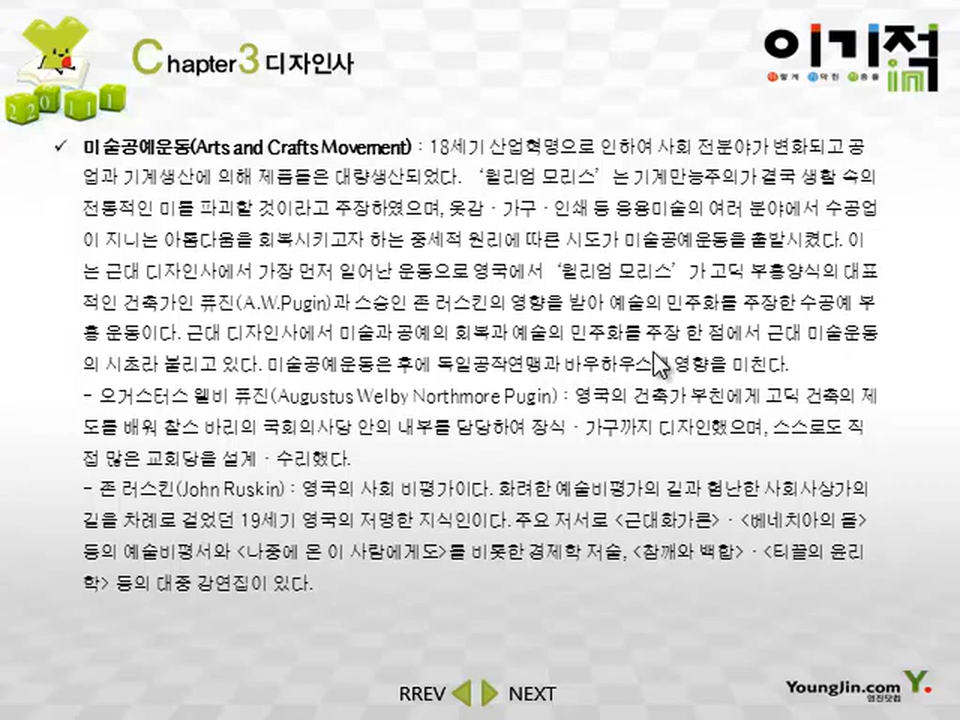 Chapter3 디자인사
이기적in
22011
✓ 미술공예운동(Arts and Crafts Movement) : 18세기 산업혁명으로 인하여 사회 전분야가 변화되고 공
업과 기계생산에 의해 제품들은 대량생산되었다. ‘윌리엄 모리스’는 기계만능주의가 결국 생활 속의
전통적인 미를 파괴할 것이라고 주장하였으며, 옷감 · 가구 · 인쇄 등 응용미술의 여러 분야에서 수공업
이 지니는 아름다움을 회복시키고자 하는 중세적 원리에 따른 시도가 미술공예운동을 출발시켰다. 이
는 근대 디자인사에서 가장 먼저 일어난 운동으로 영국에서 ‘윌리엄 모리스’가 고딕 부흥양식의 대표
적인 건축가인 퓨진(A.W.Pugin)과 스승인 존 러스킨의 영향을 받아 예술의 민주화를 주장한 수공예 부
흥 운동이다. 근대 디자인사에서 미술과 공예의 회복과 예술의 민주화를 주장 한 점에서 근대 미술운동
의 시초라 불리고 있다. 미술공예운동은 후에 독일공작연맹과 바우하우스에 영향을 미친다.
- 오거스터스 웰비 퓨진(Augustus Welby Northmore Pugin) : 영국의 건축가 부친에게 고딕 건축의 제
도를 배워 찰스 바리의 국회의사당 안의 내부를 담당하여 장식 · 가구까지 디자인했으며, 스스로도 직
접 많은 교회당을 설계 · 수리했다.
- 존 러스킨(John Ruskin) : 영국의 사회 비평가이다. 화려한 예술비평가의 길과 험난한 사회사상가의
길을 차례로 걸었던 19세기 영국의 저명한 지식인이다. 주요 저서로 <근대화가론> · <베네치아의 돌>
등의 예술비평서와 <나중에 온 이 사람에게도>를 비롯한 경제학 저술, <참깨와 백합> · <티끌의 윤리
학> 등의 대중 강연집이 있다.
RREV NEXT
YoungJin.com Y.
영진닷컴